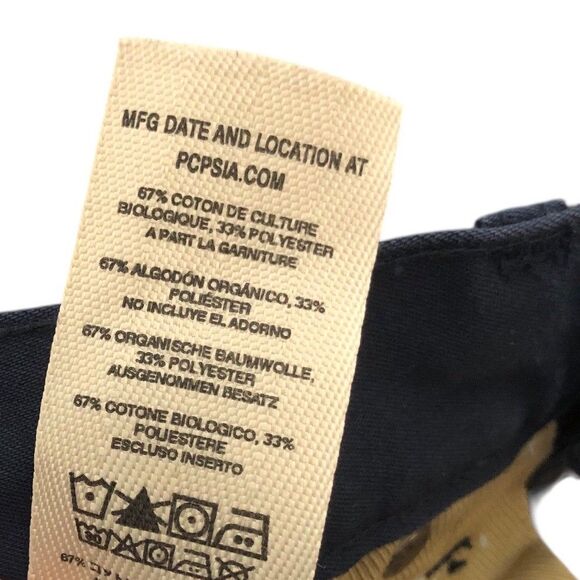 MFG DATE AND LOCATION AT
PCPSIA.COM
67% COTON DE CULTURE
BIOLOGIQUE, 33% POLYESTER
A PART LA GARNITURE
67% ALGODÓN ORGÁNICO, 33%
POLIÉSTER
NO INCLUYE EL ADORNO
67% ORGANISCHE BAUMWOLLE,
33% POLYESTER
AUSGENOMMEN BESATZ
67% COTONE BIOLOGICO, 33%
POLIESTERE
ESCLUSO INSERTO
30
67%